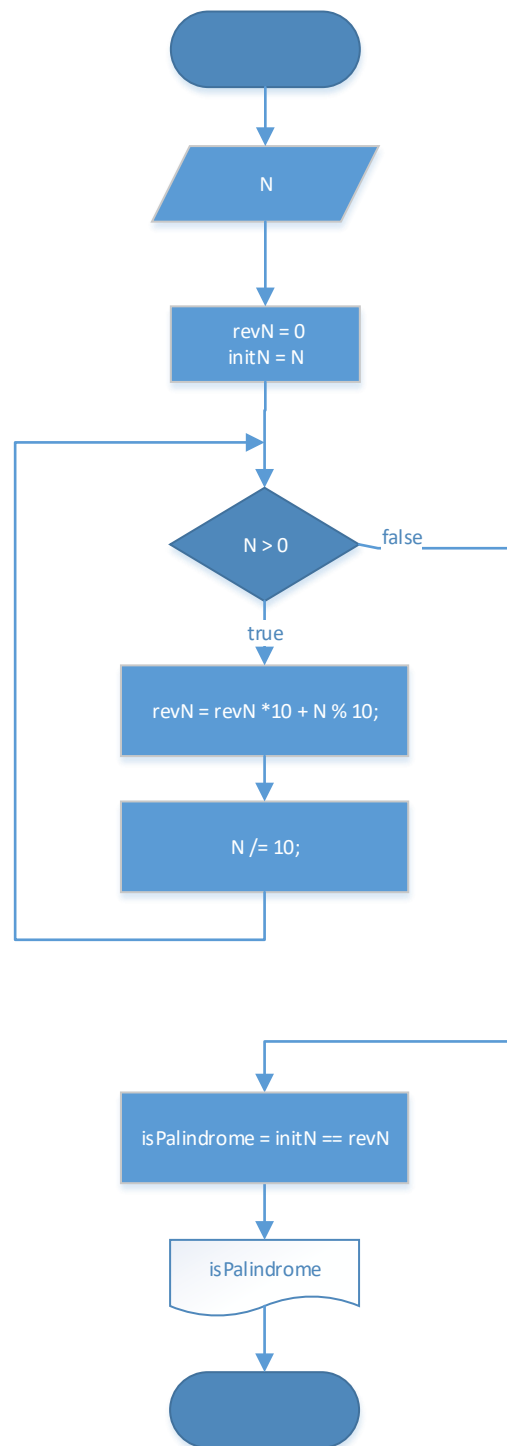 N
revN = 0
initN = N
N > 0
false
true
revN = revN *10 + N % 10;
N /= 10;
isPalindrome = initN == revN
isPalindrome